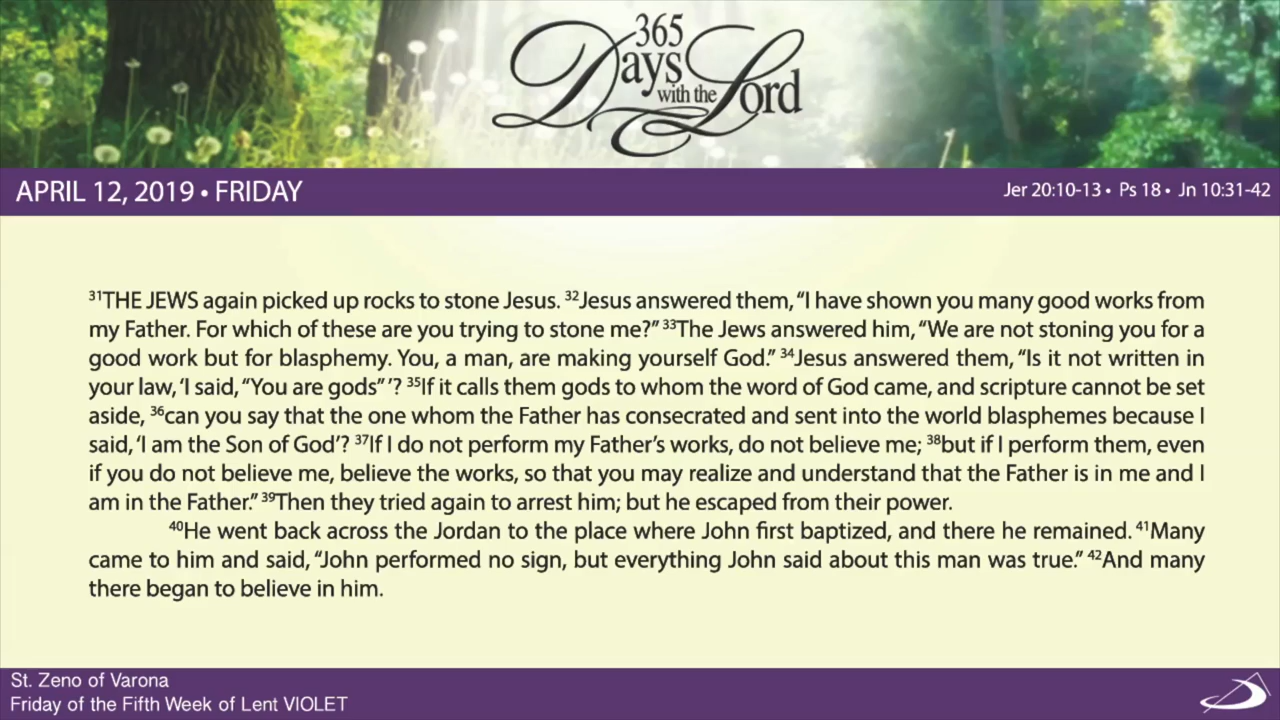 365
Days
with the Lord
APRIL 12, 2019 • FRIDAY
Jer 20:10-13 • Ps 18 • Jn 10:31-42
³¹THE JEWS again picked up rocks to stone Jesus. ³²Jesus answered them, “I have shown you many good works from
my Father. For which of these are you trying to stone me?” ³³The Jews answered him, “We are not stoning you for a
good work but for blasphemy. You, a man, are making yourself God.” ³⁴Jesus answered them, “Is it not written in
your law, ‘I said, “You are gods” ’? ³⁵If it calls them gods to whom the word of God came, and scripture cannot be set
aside, ³⁶can you say that the one whom the Father has consecrated and sent into the world blasphemes because I
said, ‘I am the Son of God’? ³⁷If I do not perform my Father’s works, do not believe me; ³⁸but if I perform them, even
if you do not believe me, believe the works, so that you may realize and understand that the Father is in me and I
am in the Father.” ³⁹Then they tried again to arrest him; but he escaped from their power.
⁴⁰He went back across the Jordan to the place where John first baptized, and there he remained. ⁴¹Many
came to him and said, “John performed no sign, but everything John said about this man was true.” ⁴²And many
there began to believe in him.
St. Zeno of Varona
Friday of the Fifth Week of Lent VIOLET